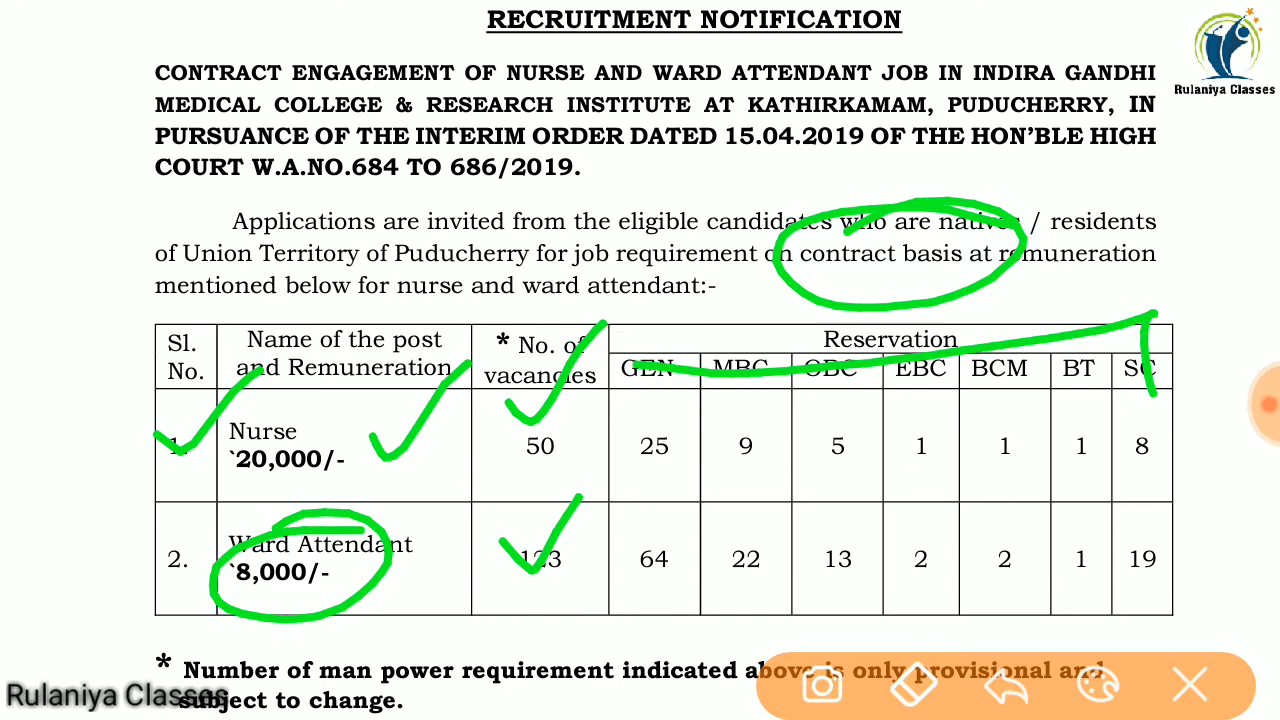 RECRUITMENT NOTIFICATION
Rulaniya Classes
CONTRACT ENGAGEMENT OF NURSE AND WARD ATTENDANT JOB IN INDIRA GANDHI
MEDICAL COLLEGE & RESEARCH INSTITUTE AT KATHIRKAMAM, PUDUCHERRY, IN
PURSUANCE OF THE INTERIM ORDER DATED 15.04.2019 OF THE HON'BLE HIGH
COURT W.A.NO.684 TO 686/2019.
Applications are invited from the eligible candidates who are natives / residents
of Union Territory of Puducherry for job requirement on contract basis at remuneration
mentioned below for nurse and ward attendant:-
Sl. No. Name of the post and Remuneration * No. of vacancies Reservation
GEN MBC OBC EBC BCM BT SC
1. Nurse `20,000/- 50 25 9 5 1 1 1 8
2. Ward Attendant `8,000/- 123 64 22 13 2 2 1 19
* Number of man power requirement indicated above is only provisional and
subject to change.
Rulaniya Classes